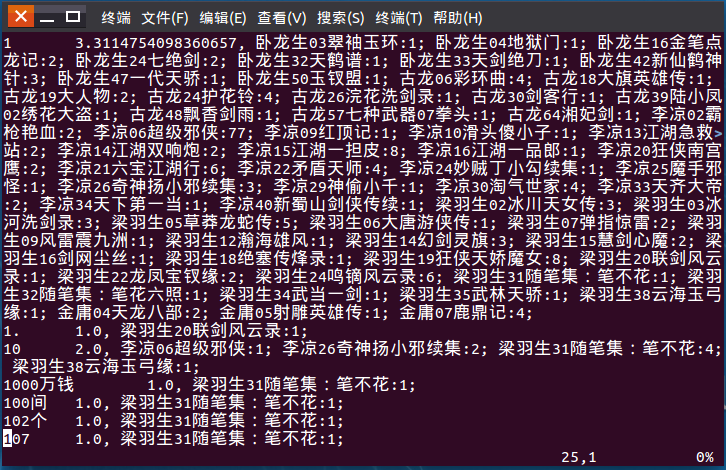 终端 文件(F) 编辑(E) 查看(V) 搜索(S) 终端(T) 帮助(H)
1       3.3114754098360657, 卧龙生03翠袖玉环:1; 卧龙生04地狱门:1; 卧龙生16金笔点
龙记:2; 卧龙生24七绝剑:2; 卧龙生32天鹤谱:1; 卧龙生33天剑绝刀:1; 卧龙生42新仙鹤神
针:3; 卧龙生47一代天骄:1; 卧龙生50玉钗盟:1; 古龙06彩环曲:4; 古龙18大旗英雄传:1;
古龙19大人物:2; 古龙24护花铃:4; 古龙26浣花洗剑录:1; 古龙30剑客行:1; 古龙39陆小凤
02绣花大盗:1; 古龙48飘香剑雨:1; 古龙57七种武器07拳头:1; 古龙64湘妃剑:1; 李凉02霸
枪艳血:2; 李凉06超级邪侠:77; 李凉09红顶记:1; 李凉10滑头傻小子:1; 李凉13江湖急救>
站:2; 李凉14江湖双响炮:2; 李凉15江湖一担皮:8; 李凉16江湖一品郎:1; 李凉20狂侠南宫
鹰:2; 李凉21六宝江湖行:6; 李凉22矛盾天师:4; 李凉24妙贼丁小勾续集:1; 李凉25魔手邪
怪:1; 李凉26奇神扬小邪续集:3; 李凉29神偷小千:1; 李凉30淘气世家:4; 李凉33天齐大帝
:2; 李凉34天下第一当:1; 李凉40新蜀山剑侠传续:1; 梁羽生02冰川天女传:3; 梁羽生03冰
河洗剑录:3; 梁羽生05草莽龙蛇传:5; 梁羽生06大唐游侠传:1; 梁羽生07弹指惊雷:2; 梁羽
生09风雷震九洲:1; 梁羽生12瀚海雄风:1; 梁羽生14幻剑灵旗:3; 梁羽生15慧剑心魔:2; 梁
羽生16剑网尘丝:1; 梁羽生18绝塞传烽录:1; 梁羽生19狂侠天娇魔女:8; 梁羽生20联剑风云
录:1; 梁羽生22龙凤宝钗缘:2; 梁羽生24鸣镝风云录:6; 梁羽生31随笔集：笔不花:1; 梁羽
生32随笔集：笔花六照:1; 梁羽生34武当一剑:1; 梁羽生35武林天骄:1; 梁羽生38云海玉弓
缘:1; 金庸04天龙八部:2; 金庸05射雕英雄传:1; 金庸07鹿鼎记:4;
1.      1.0, 梁羽生20联剑风云录:1;
10      2.0, 李凉06超级邪侠:1; 李凉26奇神扬小邪续集:2; 梁羽生31随笔集：笔不花:4;
梁羽生38云海玉弓缘:1;
1000万钱        1.0, 梁羽生31随笔集：笔不花:1;
100间   1.0, 梁羽生31随笔集：笔不花:1;
102个   1.0, 梁羽生31随笔集：笔不花:1;
107     1.0, 梁羽生31随笔集：笔不花:1;
25,1 0%